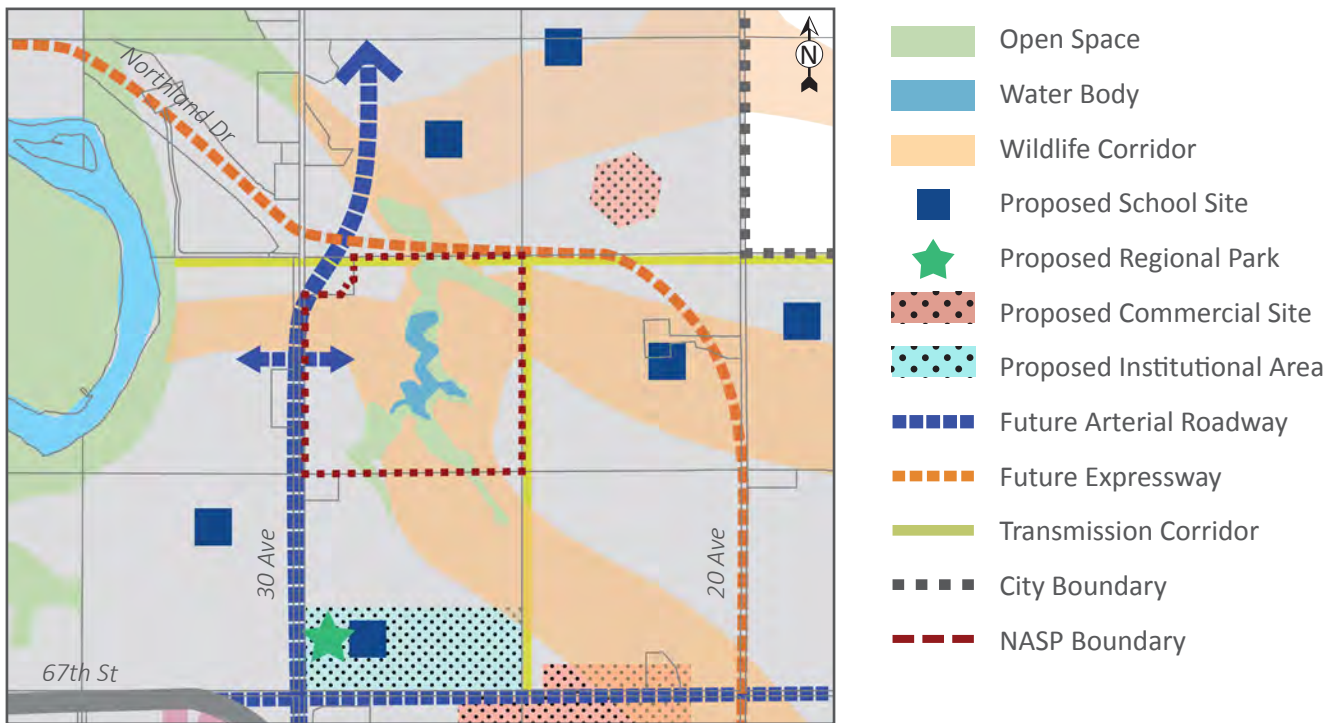 N
Northland Dr
30 Ave
20 Ave
67th St
Open Space
Water Body
Wildlife Corridor
Proposed School Site
Proposed Regional Park
Proposed Commercial Site
Proposed Institutional Area
Future Arterial Roadway
Future Expressway
Transmission Corridor
City Boundary
NASP Boundary